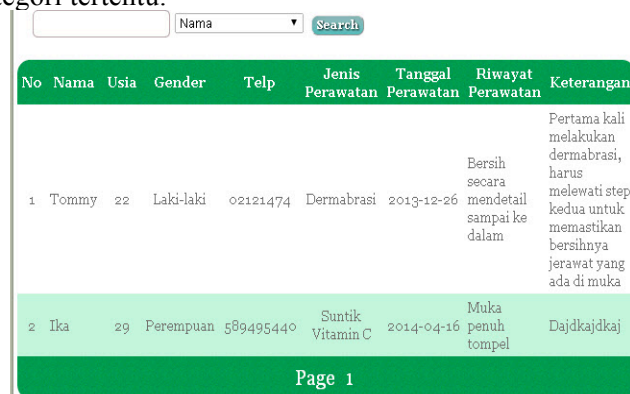 tegori tertentu.
Nama Search
No Nama Usia Gender Telp Jenis Perawatan Tanggal Perawatan Riwayat Perawatan Keterangan
1 Tommy 22 Laki-laki 02121474 Dermabrasi 2013-12-26 Bersih secara mendetail sampai ke dalam Pertama kali melakukan dermabrasi, harus melewati step kedua untuk memastikan bersihnya jerawat yang ada di muka
2 Ika 29 Perempuan 589495440 Suntik Vitamin C 2014-04-16 Muka penuh tompel Dajdkajdkaj
Page 1